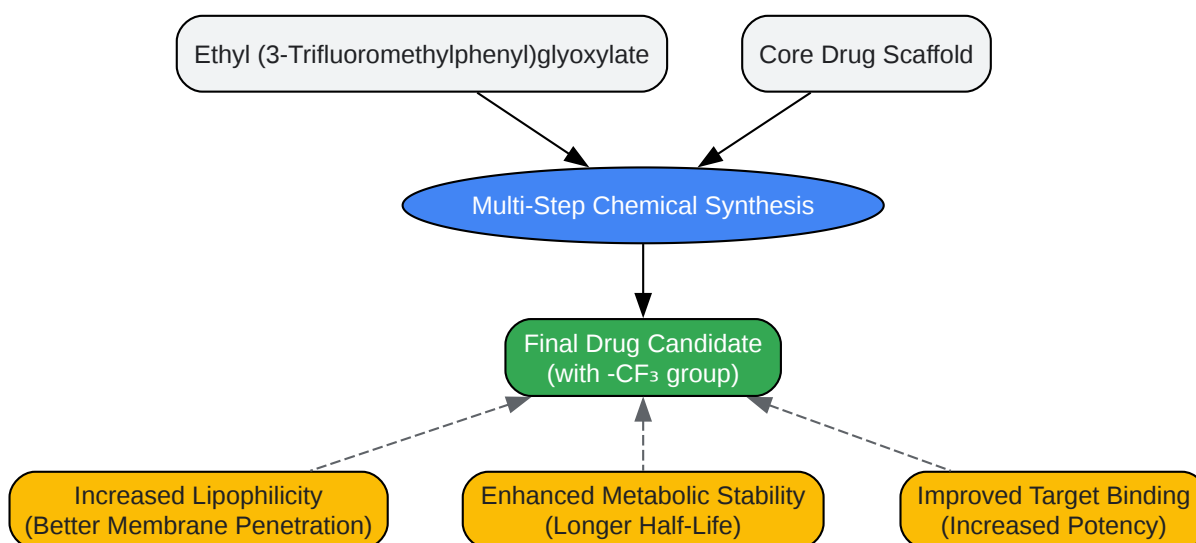 Ethyl (3-Trifluoromethylphenyl)glyoxylate
Core Drug Scaffold
Multi-Step Chemical Synthesis
Final Drug Candidate
(with -CF₃ group)
Increased Lipophilicity
(Better Membrane Penetration)
Enhanced Metabolic Stability
(Longer Half-Life)
Improved Target Binding
(Increased Potency)